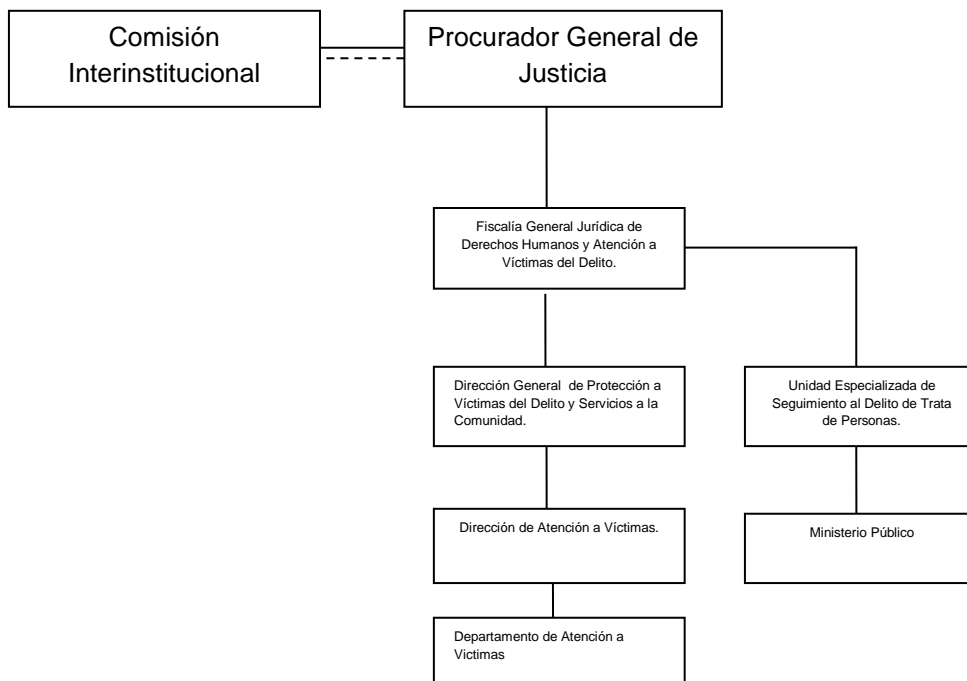 Comisión
Interinstitucional
Procurador General de
Justicia
Fiscalía General Jurídica de
Derechos Humanos y Atención a
Víctimas del Delito.
Dirección General de Protección a
Víctimas del Delito y Servicios a la
Comunidad.
Unidad Especializada de
Seguimiento al Delito de Trata
de Personas.
Dirección de Atención a Víctimas.
Ministerio Público
Departamento de Atención a
Victimas